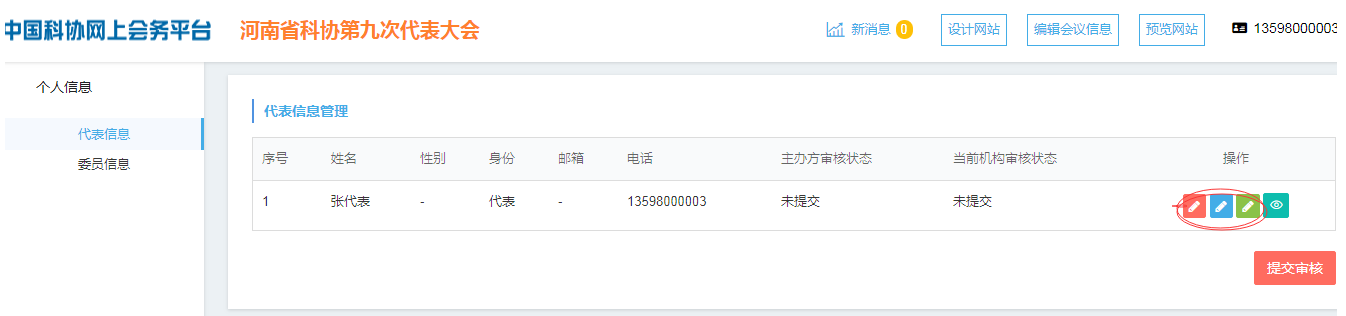 中国科协网上会务平台 河南省科协第九次代表大会 新消息 0 设计网站 编辑会议信息 预览网站 13598000003
个人信息
代表信息管理
代表信息
委员信息
序号 姓名 性别 身份 邮箱 电话 主办方审核状态 当前机构审核状态 操作
1 张代表 - 代表 - 13598000003 未提交 未提交
提交审核